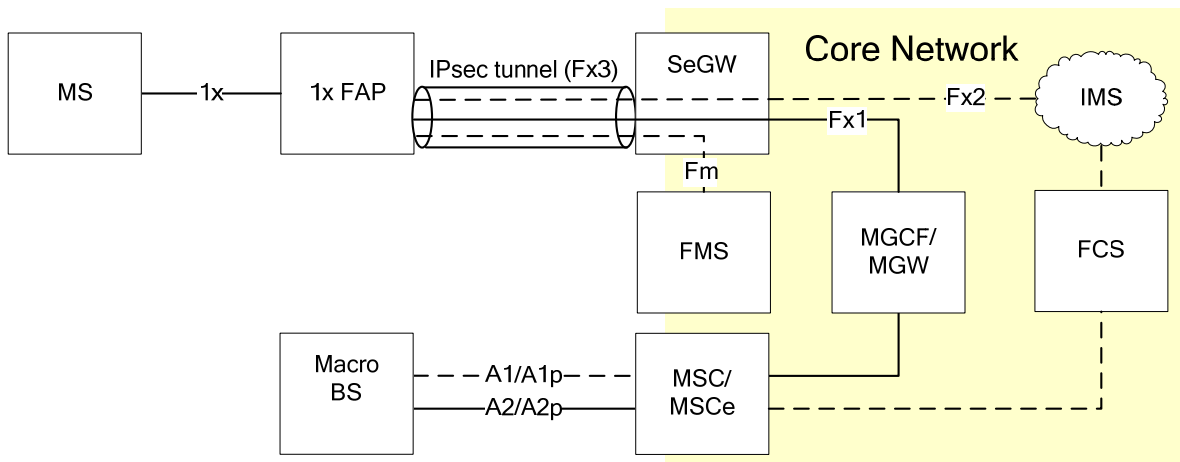 Core Network
MS
1x
1x FAP
IPsec tunnel (Fx3)
SeGW
Fx2
IMS
Fx1
Fm
FMS
MGCF/
MGW
FCS
Macro
BS
A1/A1p
A2/A2p
MSC/
MSCe